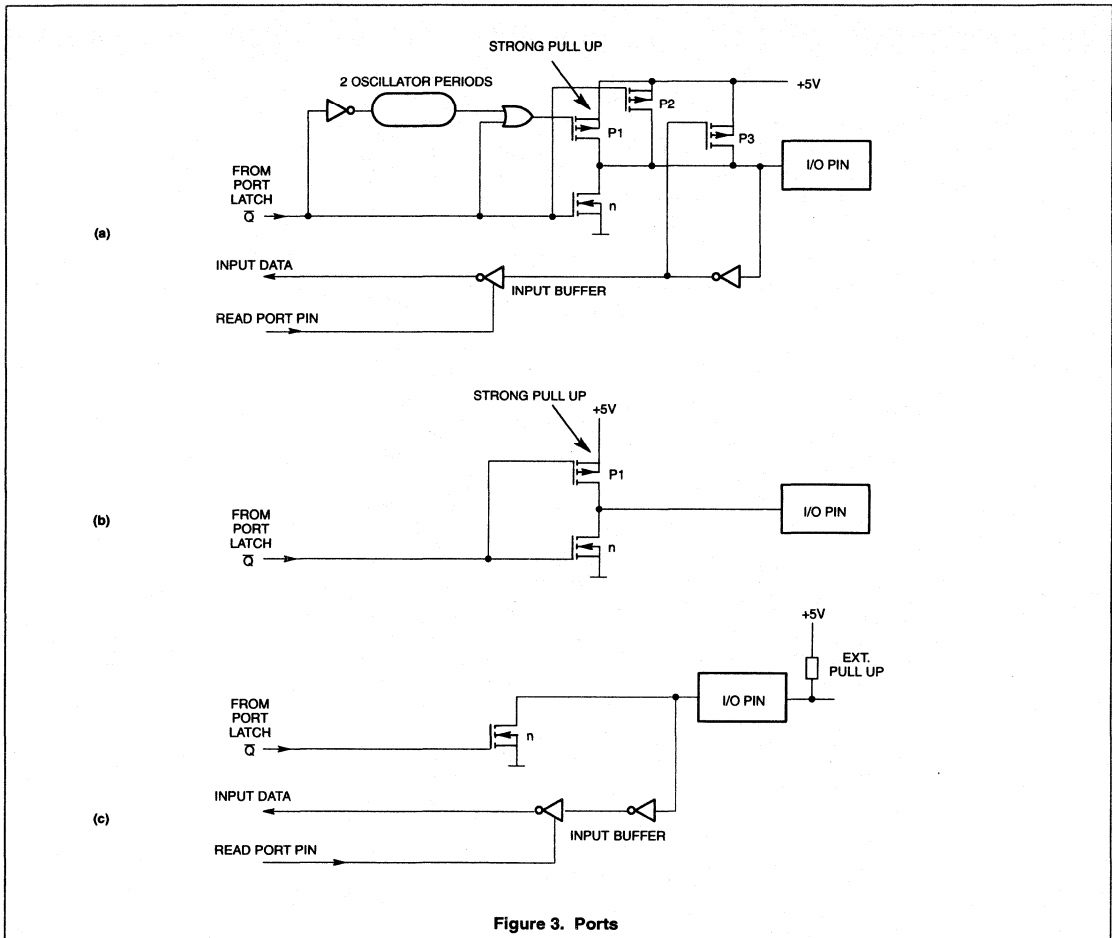 STRONG PULL UP
2 OSCILLATOR PERIODS
+5V
P2
P1
P3
I/O PIN
FROM
PORT
LATCH
Q̅
n
(a)
INPUT DATA
INPUT BUFFER
READ PORT PIN
STRONG PULL UP
+5V
P1
I/O PIN
(b)
FROM
PORT
LATCH
Q̅
n
+5V
EXT.
PULL UP
I/O PIN
FROM
PORT
LATCH
Q̅
n
INPUT DATA
(c)
INPUT BUFFER
READ PORT PIN
Figure 3. Ports